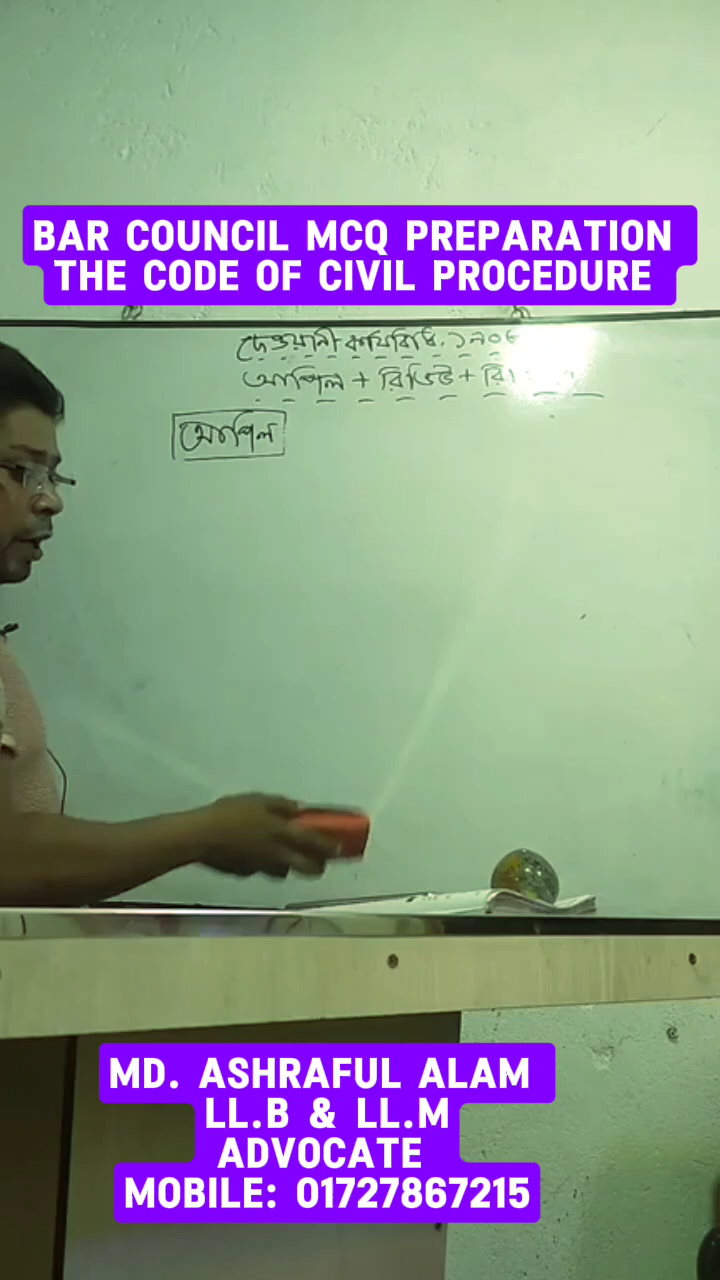 BAR COUNCIL MCQ PREPARATION
THE CODE OF CIVIL PROCEDURE
দেওয়ানী কার্যবিধি, ১৯০৮
আপিল + রিভিউ +
আপিল
MD. ASHRAFUL ALAM
LL.B & LL.M
ADVOCATE
MOBILE: 01727867215